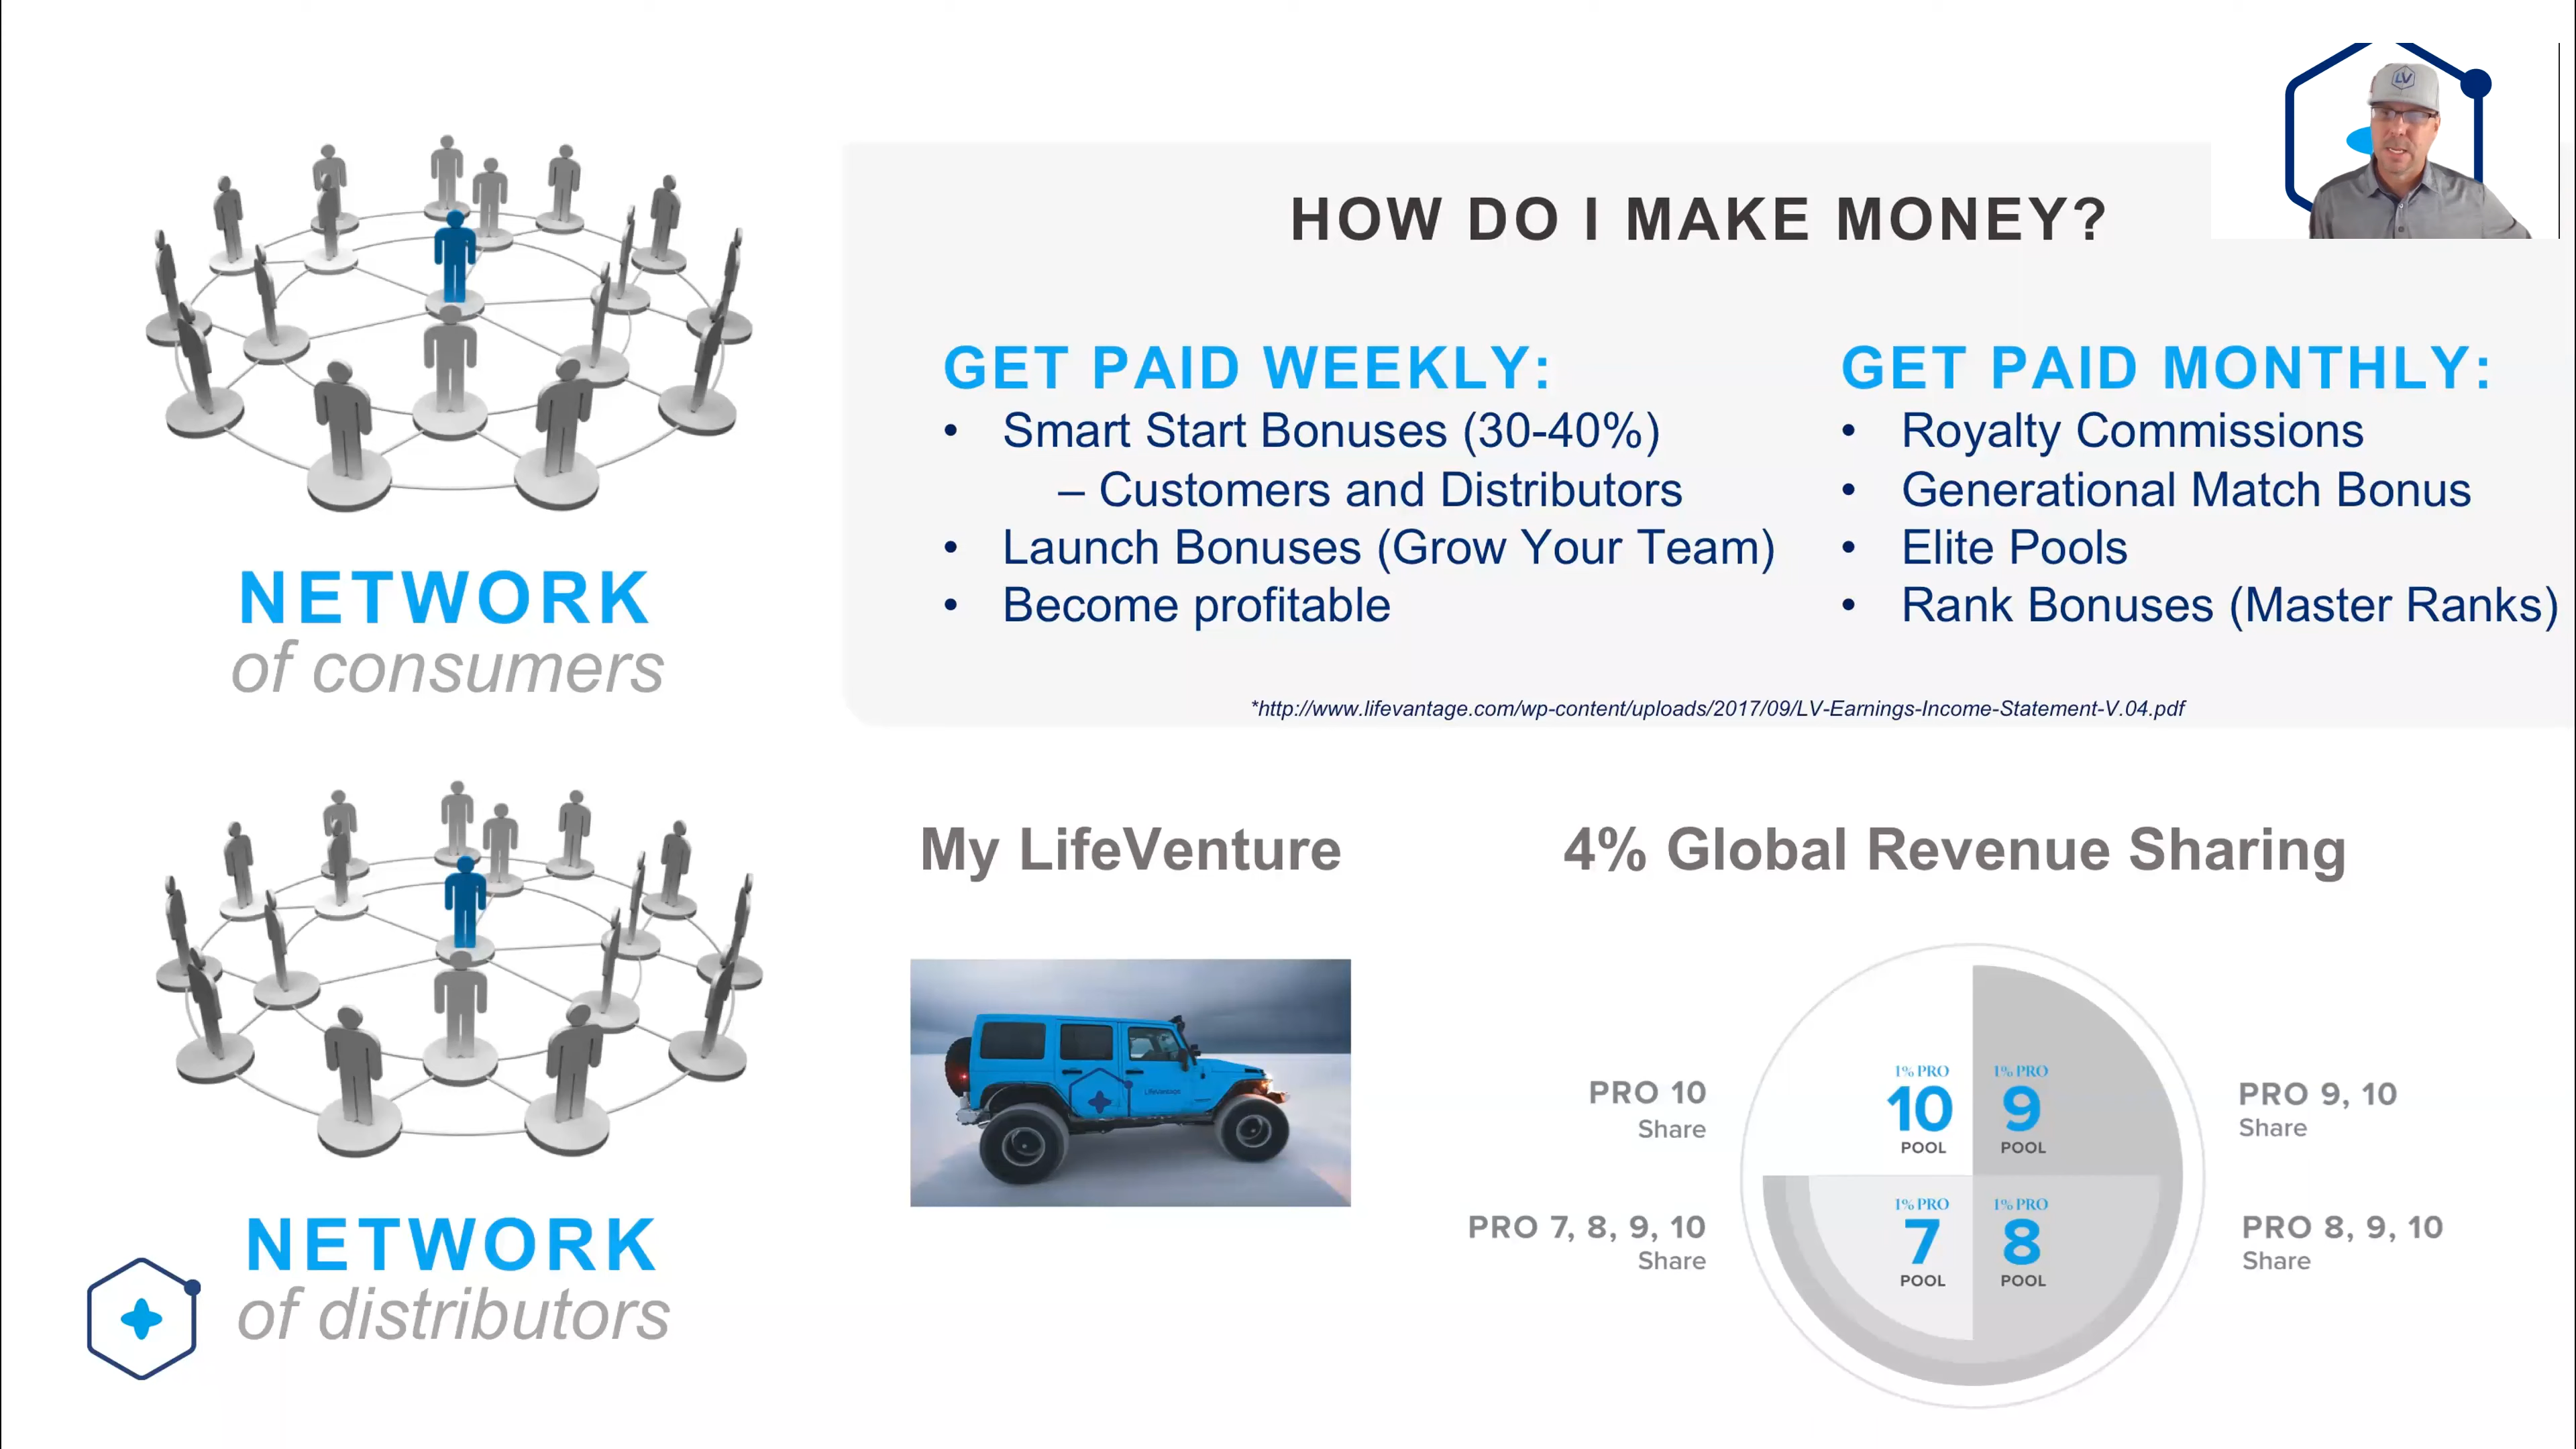 LV
HOW DO I MAKE MONEY?
GET PAID WEEKLY:
• Smart Start Bonuses (30-40%)
– Customers and Distributors
• Launch Bonuses (Grow Your Team)
• Become profitable
GET PAID MONTHLY:
• Royalty Commissions
• Generational Match Bonus
• Elite Pools
• Rank Bonuses (Master Ranks)
*http://www.lifevantage.com/wp-content/uploads/2017/09/LV-Earnings-Income-Statement-V.04.pdf
NETWORK
of consumers
NETWORK
of distributors
My LifeVenture
LifeVantage
4% Global Revenue Sharing
PRO 10
Share
1% PRO
10
POOL
1% PRO
9
POOL
PRO 9, 10
Share
PRO 7, 8, 9, 10
Share
1% PRO
7
POOL
1% PRO
8
POOL
PRO 8, 9, 10
Share